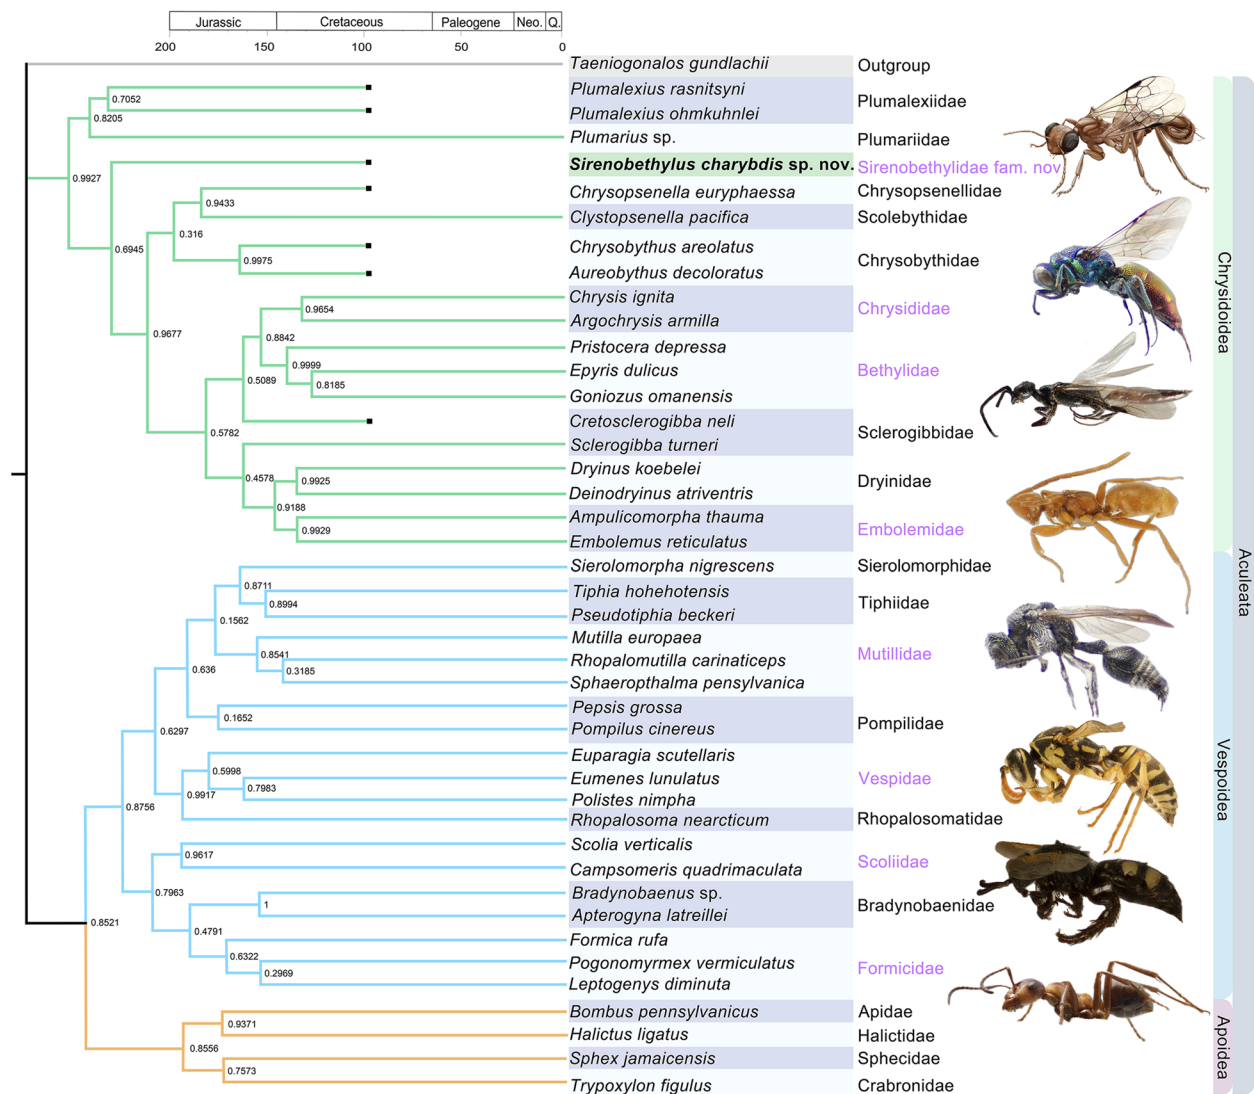 Jurassic Cretaceous Paleogene Neo. Q.
200 150 100 50 0
Taeniogonalos gundlachii Outgroup
Plumalexius rasnitsyni
0.7052
Plumalexiidae
Plumalexius ohmkuhnlei
0.8205
Plumarius sp. Plumariidae
Sirenobethylus charybdis sp. nov. Sirenobethylidae fam. nov
0.9927
Chrysopsenella euryphaessa Chrysopsenellidae
0.9433
Clystopsenella pacifica Scolebythidae
0.316
Chrysobythus areolatus
0.6945
0.9975
Chrysobythidae
Aureobythus decoloratus
Chrysis ignita
0.9654
Chrysididae
Argochrysis armilla
0.9677
0.8842
Pristocera depressa
0.9999
Epyris dulicus Bethylidae
0.5089
0.8185
Goniozus omanensis
Cretosclerogibba neli
0.5782
Sclerogibbidae
Sclerogibba turneri
Dryinus koebelei
0.4578
0.9925
Dryinidae
Deinodryinus atriventris
0.9188
Ampulicomorpha thauma
0.9929
Embolemidae
Embolemus reticulatus
Chrysidoidea
Sierolomorpha nigrescens Sierolomorphidae
0.8711
Tiphia hohehotensis
0.8994
Tiphiidae
Pseudotiphia beckeri
0.1562
Mutilla europaea
0.8541
Mutillidae
Rhopalomutilla carinaticeps
0.636
0.3185
Sphaeropthalma pensylvanica
Pepsis grossa
0.1652
Pompilidae
Pompilus cinereus
0.6297
Euparagia scutellaris
0.5998
Eumenes lunulatus Vespidae
0.7983
0.9917
Polistes nimpha
0.8756
Rhopalosoma nearcticum Rhopalosomatidae
Scolia verticalis
0.9617
Scoliidae
Campsomeris quadrimaculata
0.7963
Bradynobaenus sp.
1
Bradynobaenidae
Apterogyna latreillei
0.8521
0.4791
Formica rufa
0.6322
Pogonomyrmex vermiculatus Formicidae
0.2969
Leptogenys diminuta
Vespoidea
Bombus pennsylvanicus Apidae
0.9371
Halictus ligatus Halictidae
0.8556
Sphex jamaicensis Sphecidae
0.7573
Trypoxylon figulus Crabronidae
Apoidea
Aculeata